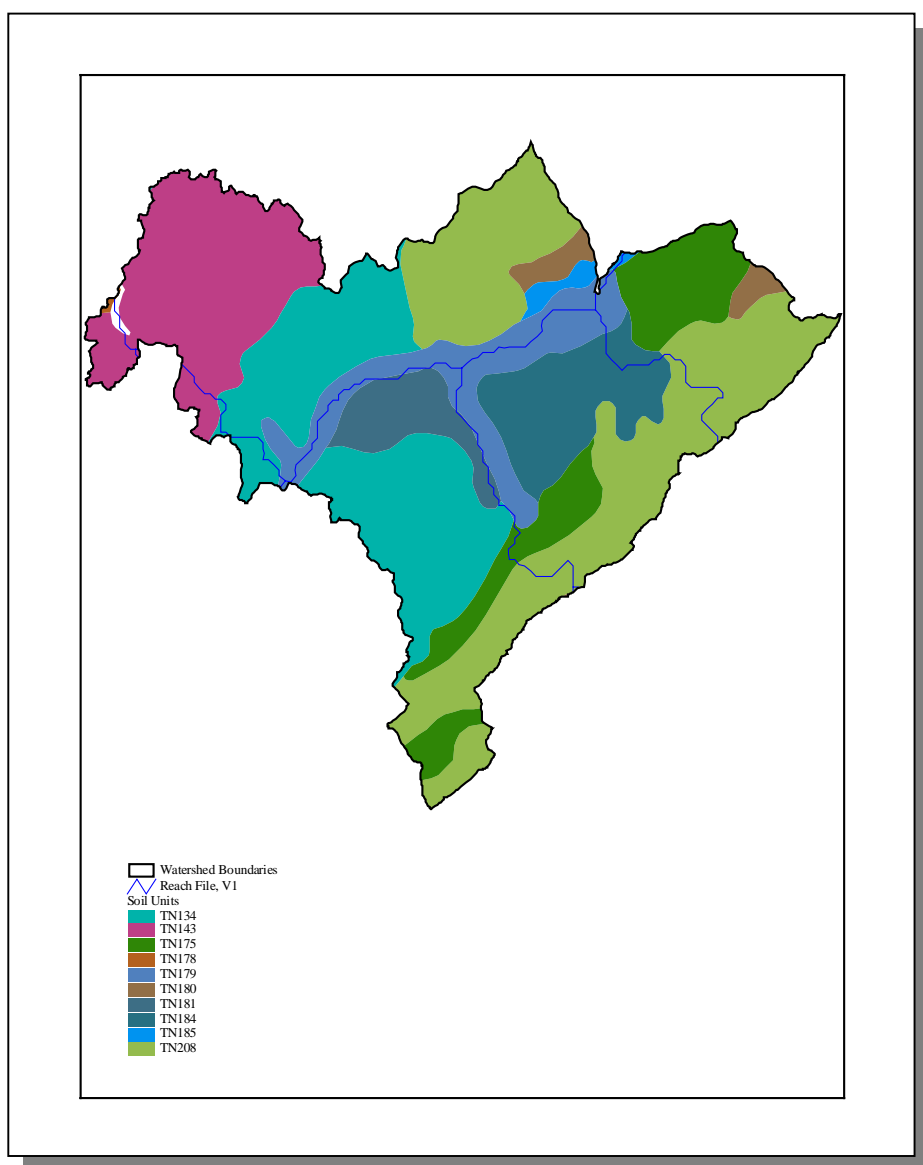 Watershed Boundaries
Reach File, V1
Soil Units
TN134
TN143
TN175
TN178
TN179
TN180
TN181
TN184
TN185
TN208